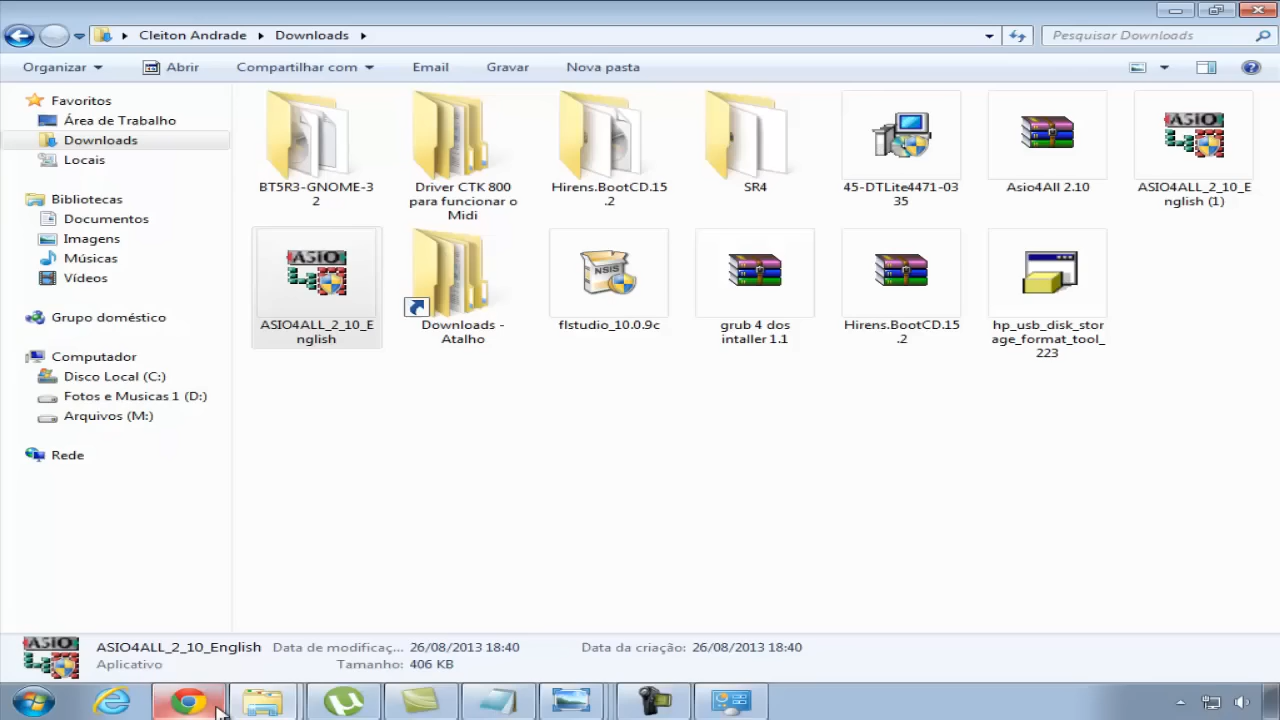 Cleiton Andrade
Downloads
Pesquisar Downloads
Organizar
Abrir
Compartilhar com
Email
Gravar
Nova pasta
Favoritos
Área de Trabalho
Downloads
Locais
Bibliotecas
Documentos
Imagens
Músicas
Vídeos
Grupo doméstico
Computador
Disco Local (C:)
Fotos e Musicas 1 (D:)
Arquivos (M:)
Rede
BT5R3-GNOME-3
2
Driver CTK 800
para funcionar o
Midi
Hirens.BootCD.15
.2
SR4
45-DTLite4471-03
35
Asio4All 2.10
ASIO
ASIO4ALL_2_10_E
nglish (1)
ASIO
ASIO4ALL_2_10_E
nglish
Downloads -
Atalho
NSIS
flstudio_10.0.9c
grub 4 dos
intaller 1.1
Hirens.BootCD.15
.2
hp_usb_disk_stor
age_format_tool_
223
ASIO
ASIO4ALL_2_10_English
Data de modificaç...
26/08/2013 18:40
Data da criação:
26/08/2013 18:40
Aplicativo
Tamanho:
406 KB